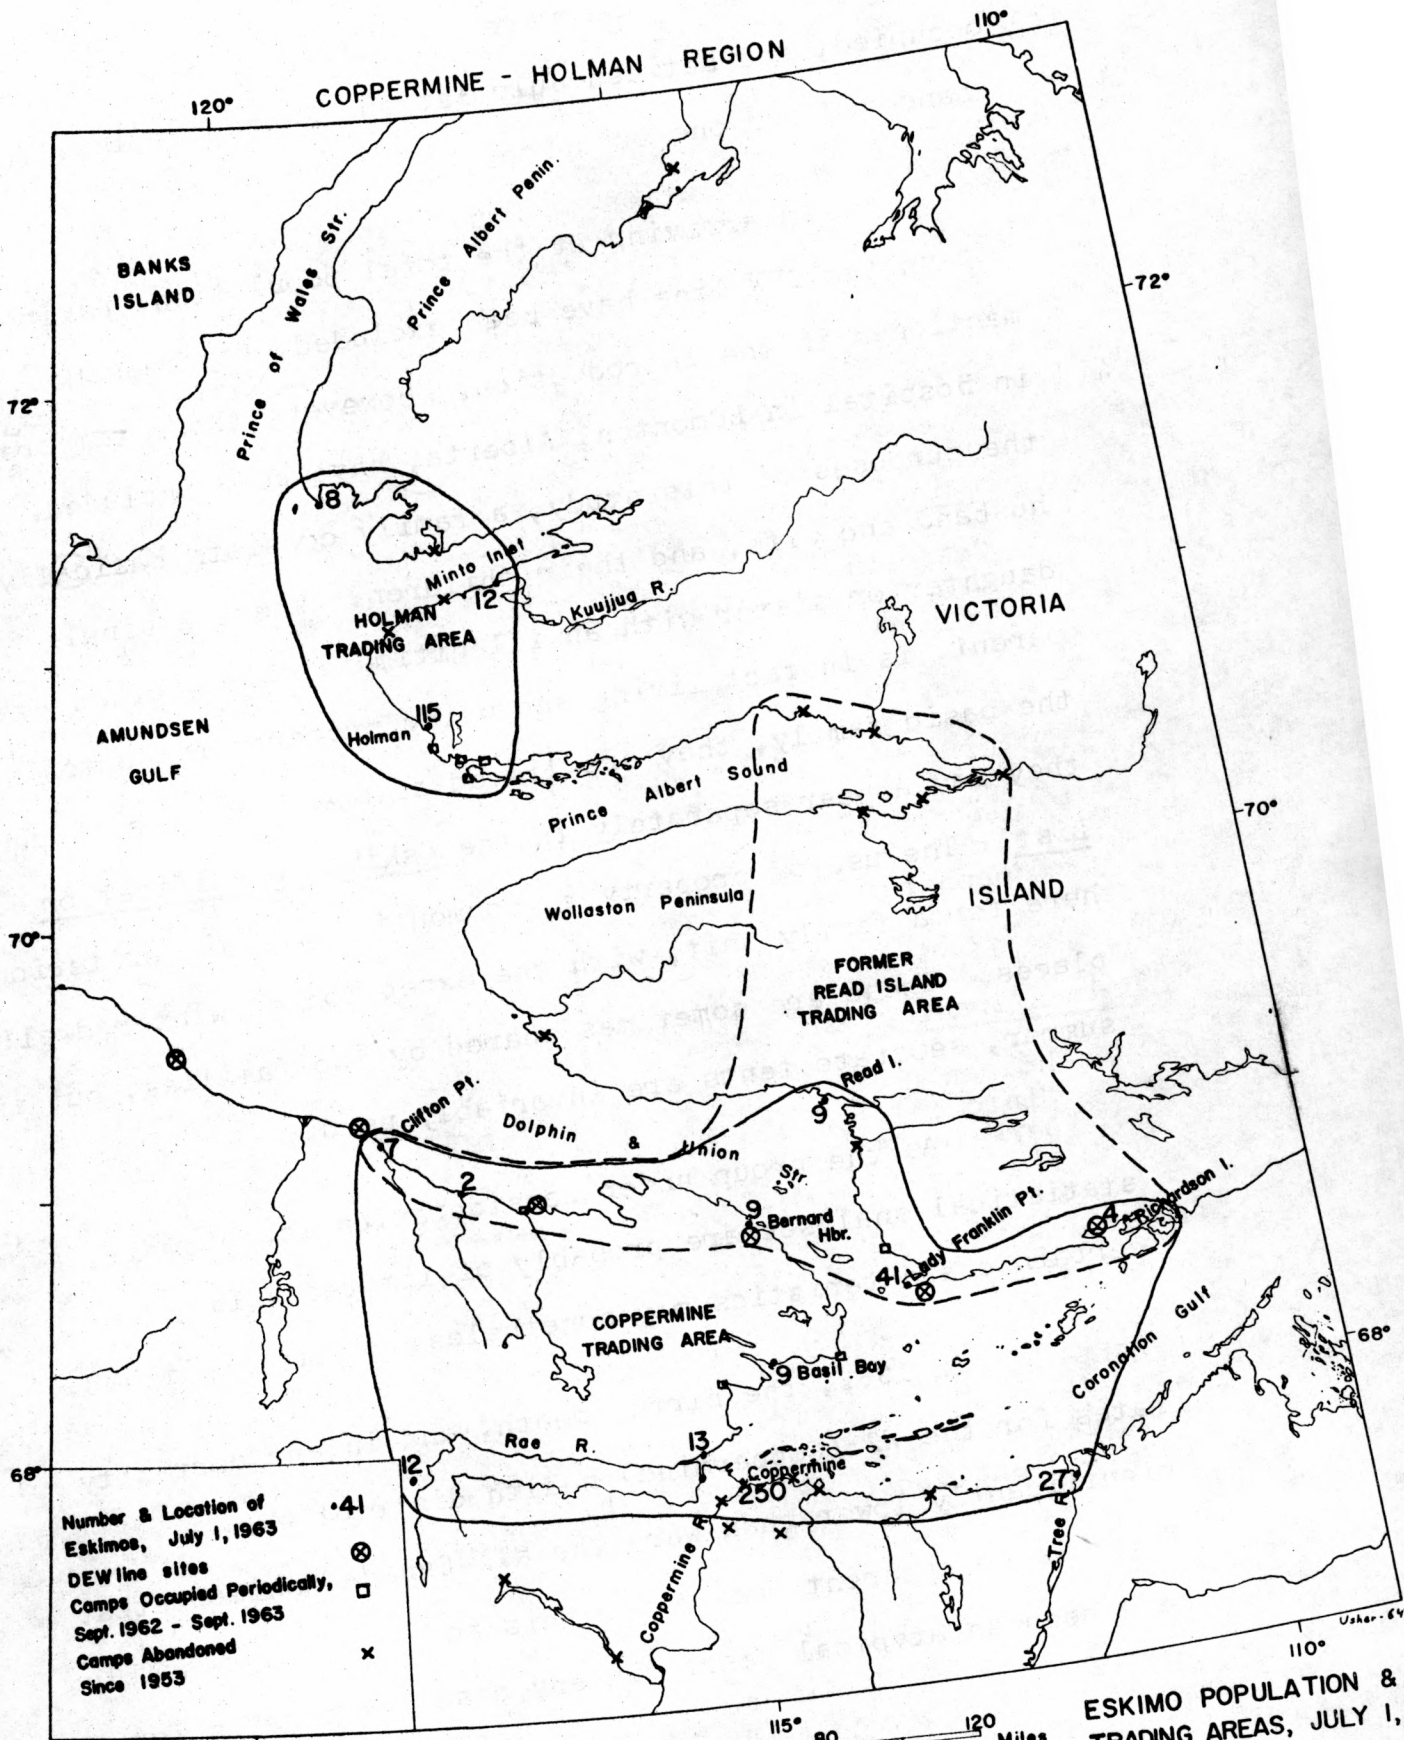 COPPERMINE - HOLMAN REGION
120°
110°
BANKS
ISLAND
Prince of Wales Str.
Prince Albert Penin.
72°
72°
18
Minto Inlet
12
HOLMAN
TRADING AREA
Kuujjua R.
VICTORIA
115
Holman
AMUNDSEN
GULF
Prince Albert Sound
70°
Wollaston Peninsula
ISLAND
70°
FORMER
READ ISLAND
TRADING AREA
Read I.
9
Clifton Pt.
7
Dolphin & Union Str.
2
9
Bernard
Hbr.
Lady Franklin Pt.
41
4
Richardson I.
COPPERMINE
TRADING AREA
Coronation Gulf
68°
9 Basil Bay
Rae R.
13
Coppermine
250
27
12
68°
Coppermine R.
Tree R.
Number & Location of
Eskimos, July 1, 1963
•41
DEW line sites
Camps Occupied Periodically,
Sept. 1962 - Sept. 1963
Camps Abandoned
Since 1953
Usher-64
110°
115°
80
120
Miles
ESKIMO POPULATION &
TRADING AREAS, JULY 1,